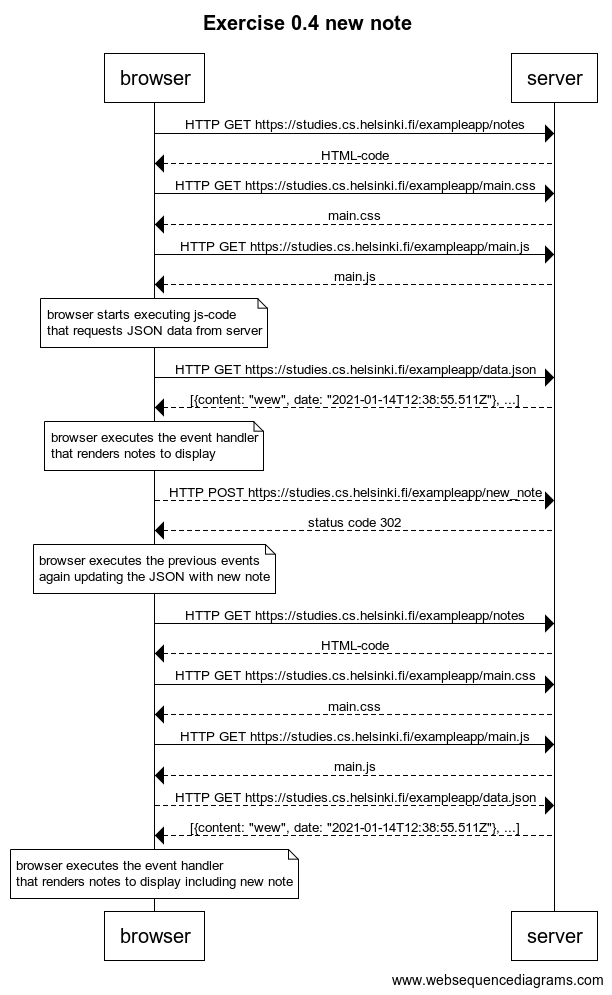 Exercise 0.4 new note
browser
server
HTTP GET https://studies.cs.helsinki.fi/exampleapp/notes
HTML-code
HTTP GET https://studies.cs.helsinki.fi/exampleapp/main.css
main.css
HTTP GET https://studies.cs.helsinki.fi/exampleapp/main.js
main.js
browser starts executing js-code
that requests JSON data from server
HTTP GET https://studies.cs.helsinki.fi/exampleapp/data.json
[{content: "wew", date: "2021-01-14T12:38:55.511Z"}, ...]
browser executes the event handler
that renders notes to display
HTTP POST https://studies.cs.helsinki.fi/exampleapp/new_note
status code 302
browser executes the previous events
again updating the JSON with new note
HTTP GET https://studies.cs.helsinki.fi/exampleapp/notes
HTML-code
HTTP GET https://studies.cs.helsinki.fi/exampleapp/main.css
main.css
HTTP GET https://studies.cs.helsinki.fi/exampleapp/main.js
main.js
HTTP GET https://studies.cs.helsinki.fi/exampleapp/data.json
[{content: "wew", date: "2021-01-14T12:38:55.511Z"}, ...]
browser executes the event handler
that renders notes to display including new note
browser
server
www.websequencediagrams.com